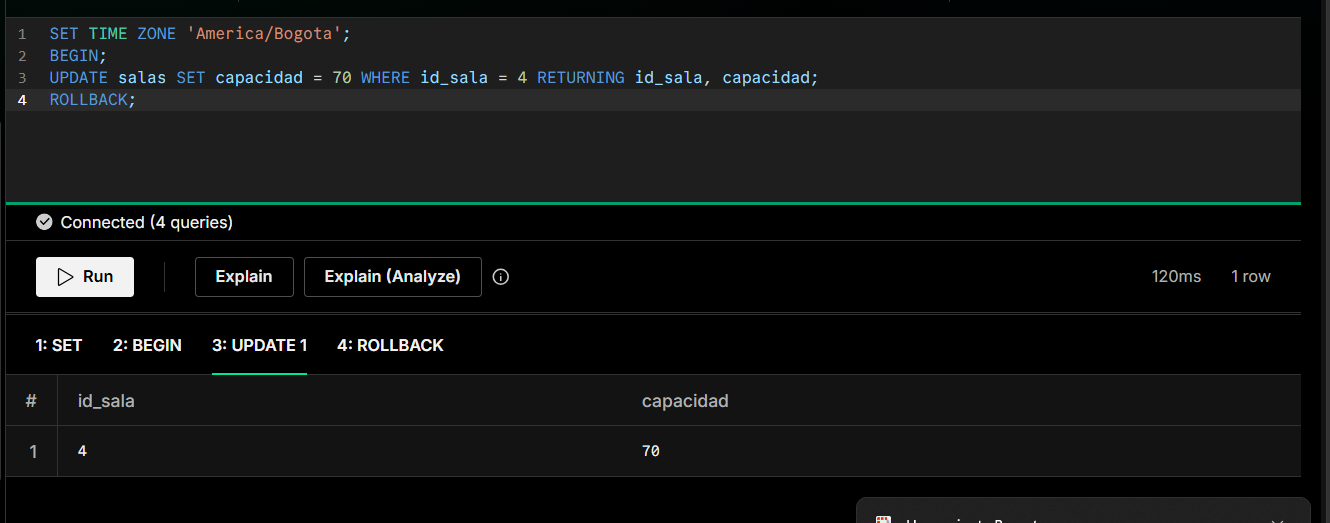 1 SET TIME ZONE 'America/Bogota';
2 BEGIN;
3 UPDATE salas SET capacidad = 70 WHERE id_sala = 4 RETURNING id_sala, capacidad;
4 ROLLBACK;
Connected (4 queries)
Run Explain Explain (Analyze) 120ms 1 row
1: SET 2: BEGIN 3: UPDATE 1 4: ROLLBACK
# id_sala capacidad
1 4 70